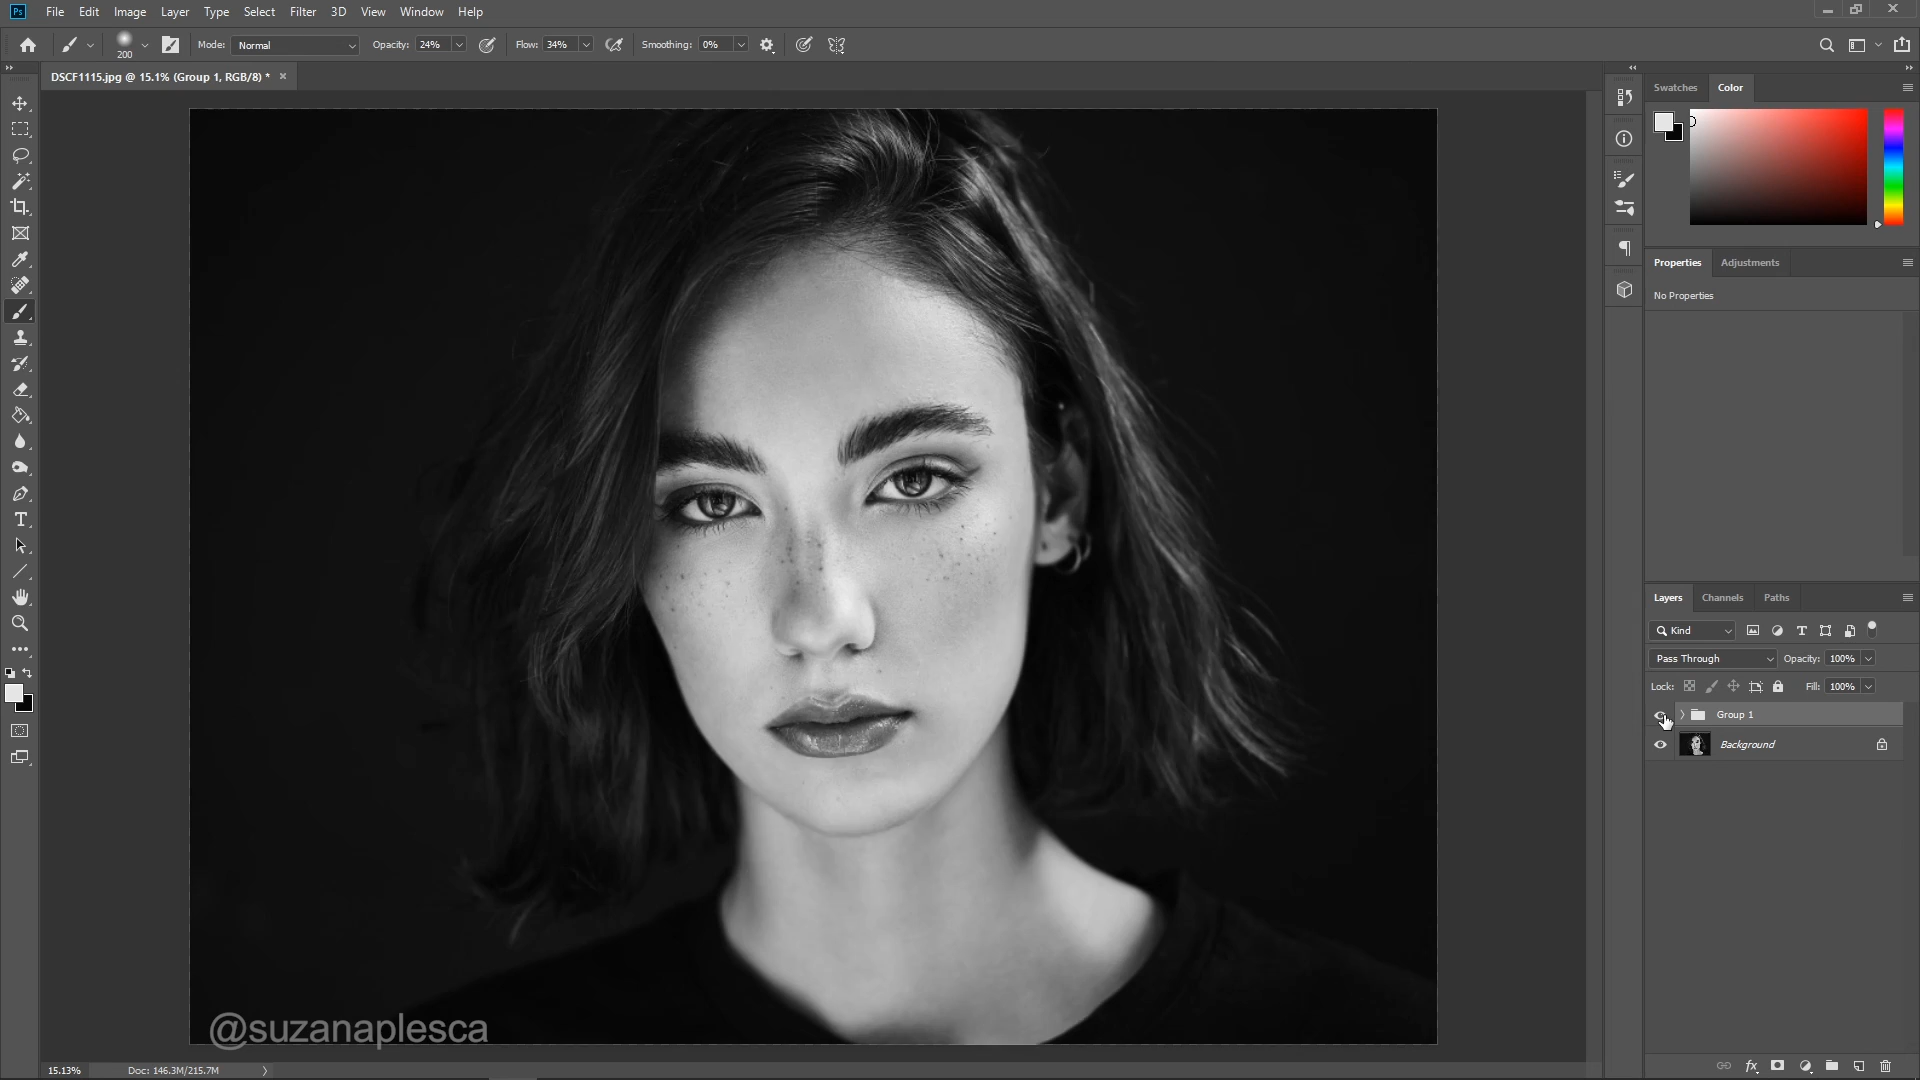 Ps File Edit Image Layer Type Select Filter 3D View Window Help
200 Mode: Normal Opacity: 24% Flow: 34% Smoothing: 0%
DSCF1115.jpg @ 15.1% (Group 1, RGB/8) * ×
Swatches Color
Properties Adjustments
No Properties
Layers Channels Paths
Kind
Pass Through Opacity: 100%
Lock: Fill: 100%
Group 1
Background
@suzanaplesca
15.13% Doc: 146.3M/215.7M